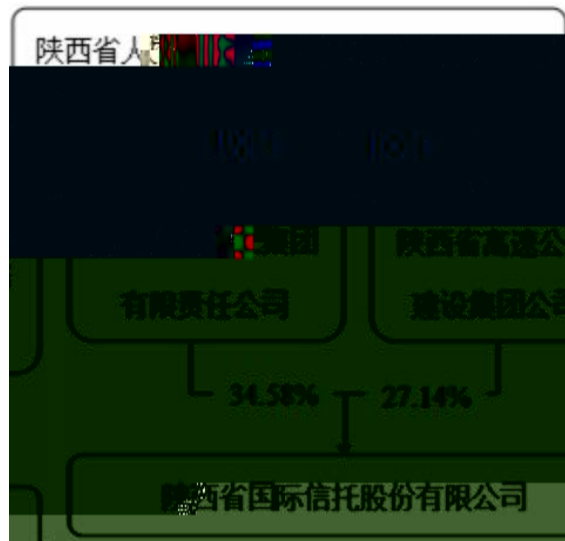 陕西省人
集团
陕西省高速公
有限责任公司
建设集团公司
34.58%
27.14%
陕西省国际信托股份有限公司